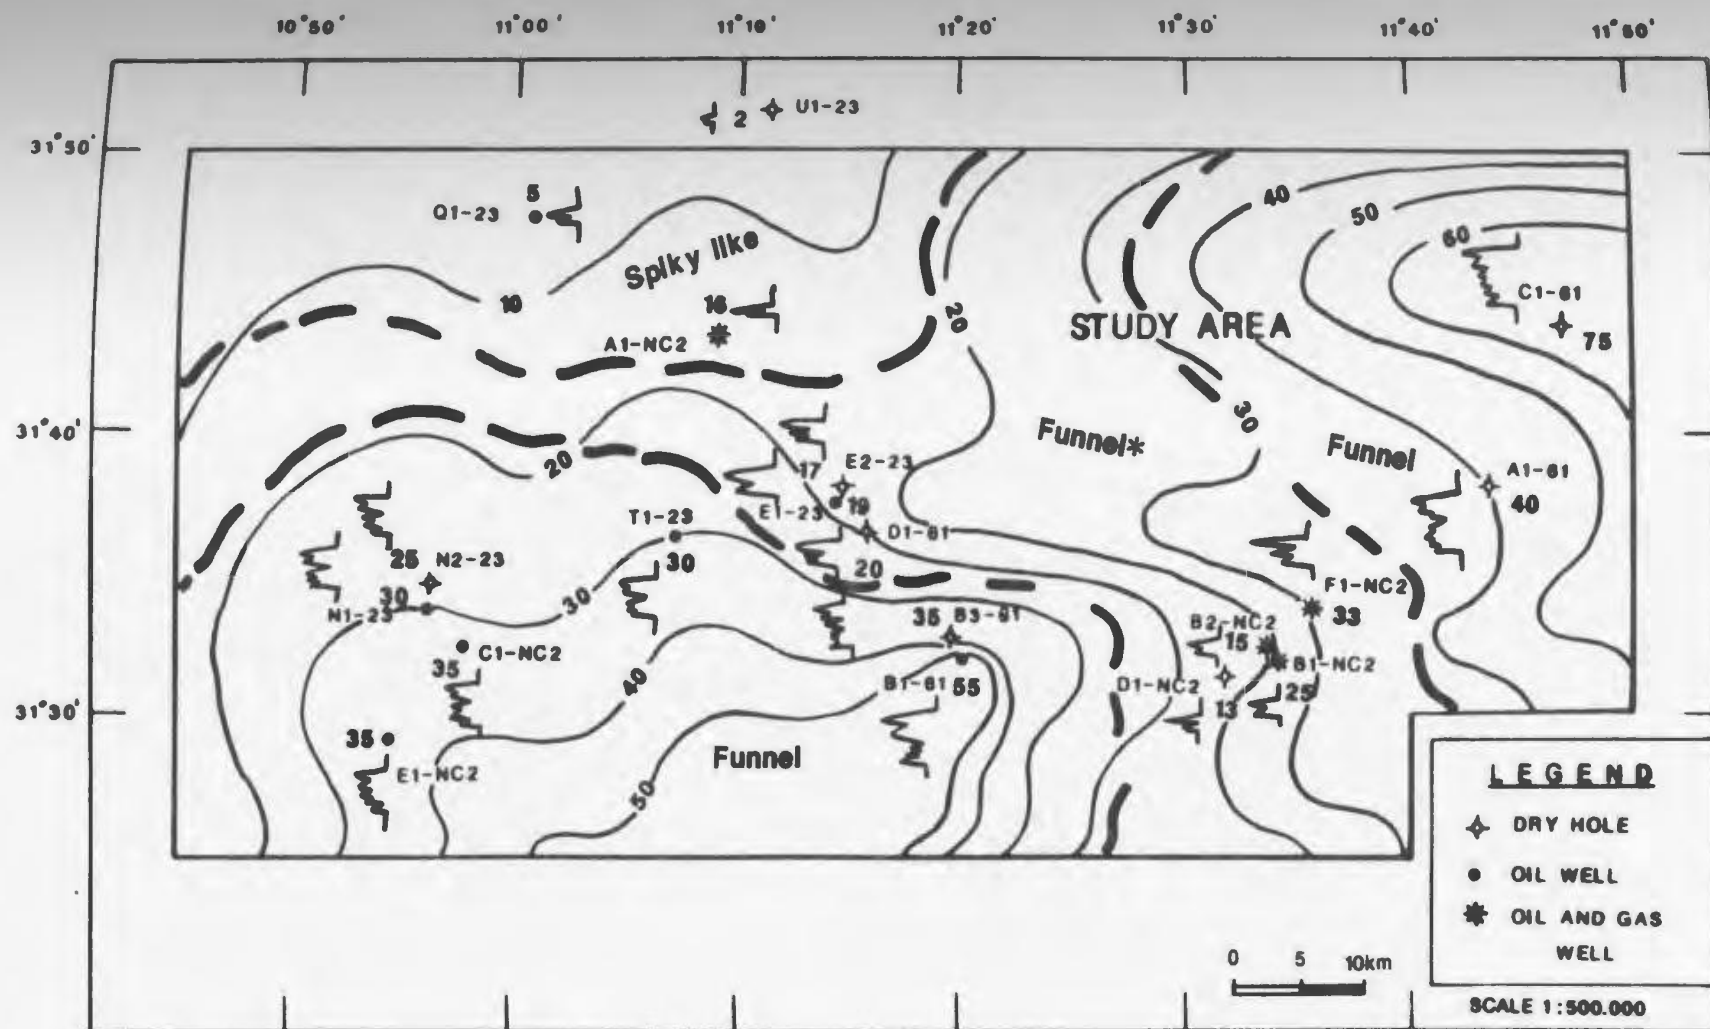 10°50' 11°00' 11°10' 11°20' 11°30' 11°40' 11°50'
2 U1-23
31°50'
5
Q1-23
40
50
60
Spiky like
10
16
A1-NC2
20
STUDY AREA
C1-61
75
31°40'
30
Funnel*
Funnel
20
17 E2-23
A1-61
40
E1-23 19
T1-23
D1-61
30
25 N2-23
20
F1-NC2
30
N1-23
30
35 B3-61
33
B2-NC2
15
C1-NC2
B1-NC2
35
40
B1-61 55
D1-NC2
25
13
31°30'
35
E1-NC2
Funnel
50
LEGEND
DRY HOLE
OIL WELL
OIL AND GAS
WELL
0 5 10km
SCALE 1:500.000